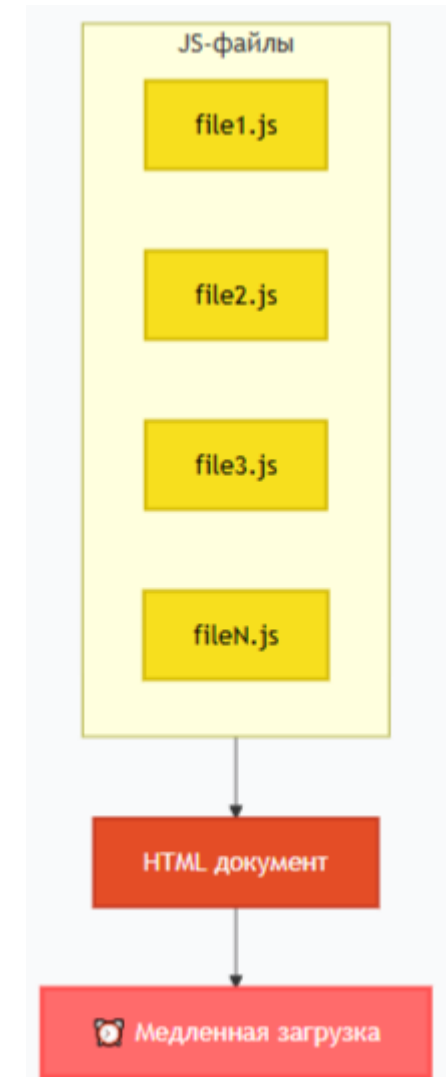 JS-файлы
file1.js
file2.js
file3.js
fileN.js
HTML документ
⏰ Медленная загрузка